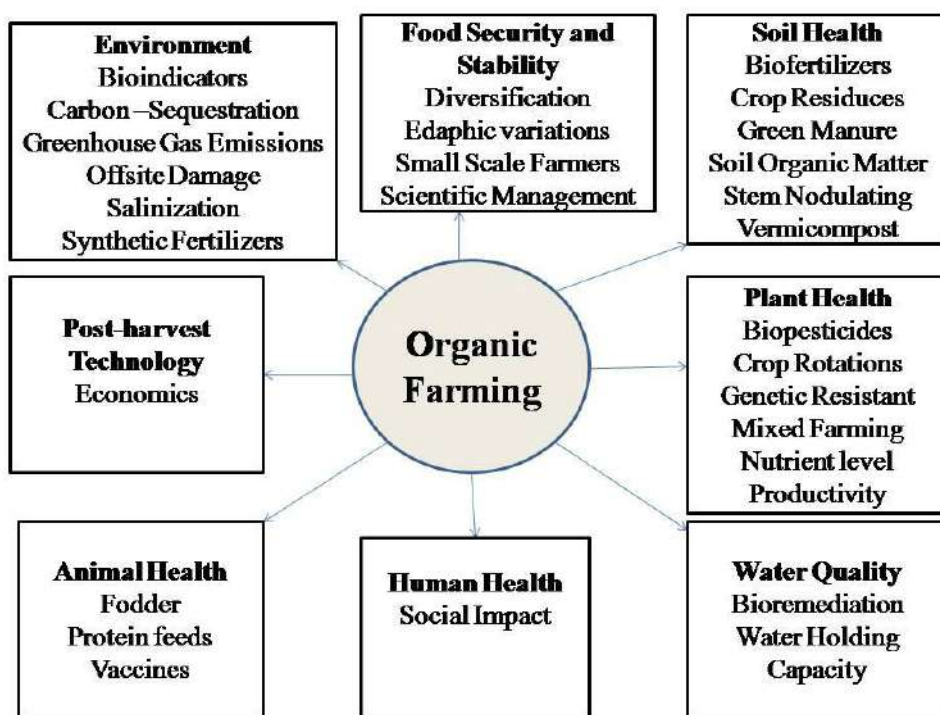 Environment
Bioindicators
Carbon –Sequestration
Greenhouse Gas Emissions
Offsite Damage
Salinization
Synthetic Fertilizers
Food Security and
Stability
Diversification
Edaphic variations
Small Scale Farmers
Scientific Management
Soil Health
Biofertilizers
Crop Residuces
Green Manure
Soil Organic Matter
Stem Nodulating
Vermicompost
Post-harvest
Technology
Economics
Organic
Farming
Plant Health
Biopesticides
Crop Rotations
Genetic Resistant
Mixed Farming
Nutrient level
Productivity
Animal Health
Fodder
Protein feeds
Vaccines
Human Health
Social Impact
Water Quality
Bioremediation
Water Holding
Capacity